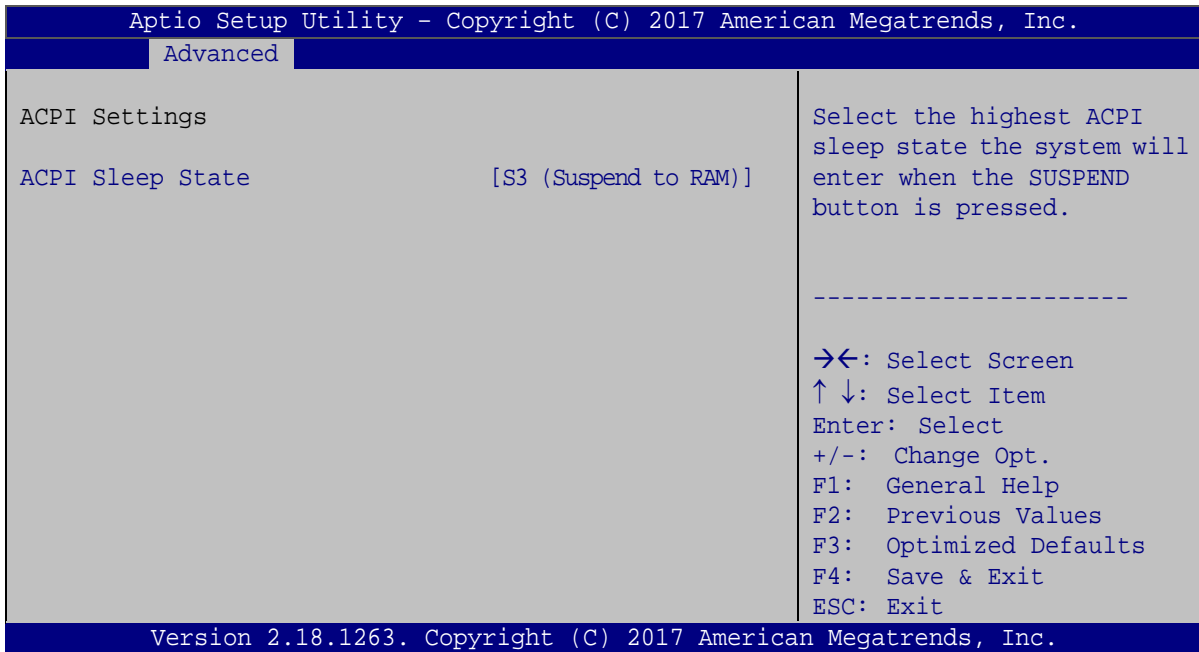 Aptio Setup Utility – Copyright (C) 2017 American Megatrends, Inc.
Advanced
ACPI Settings
ACPI Sleep State [S3 (Suspend to RAM)]
Select the highest ACPI
sleep state the system will
enter when the SUSPEND
button is pressed.
----------------------
→←: Select Screen
↑ ↓: Select Item
Enter: Select
+/-: Change Opt.
F1: General Help
F2: Previous Values
F3: Optimized Defaults
F4: Save & Exit
ESC: Exit
Version 2.18.1263. Copyright (C) 2017 American Megatrends, Inc.